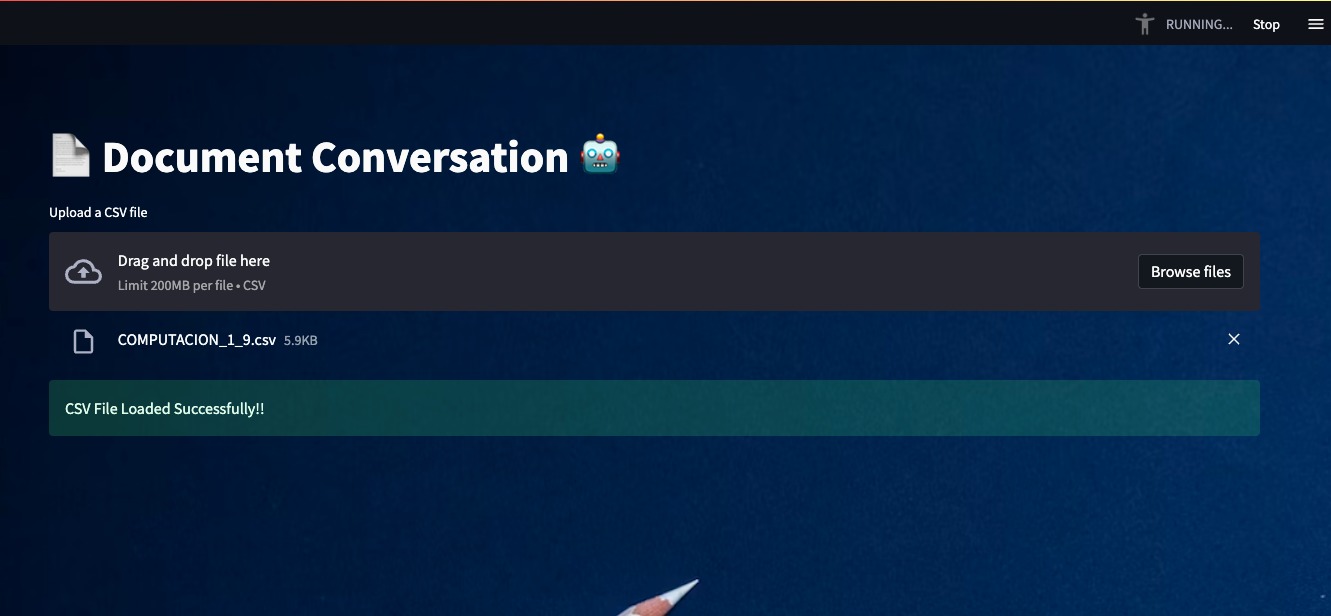 RUNNING... Stop
Document Conversation
Upload a CSV file
Drag and drop file here
Limit 200MB per file • CSV
Browse files
COMPUTACION_1_9.csv 5.9KB
CSV File Loaded Successfully!!